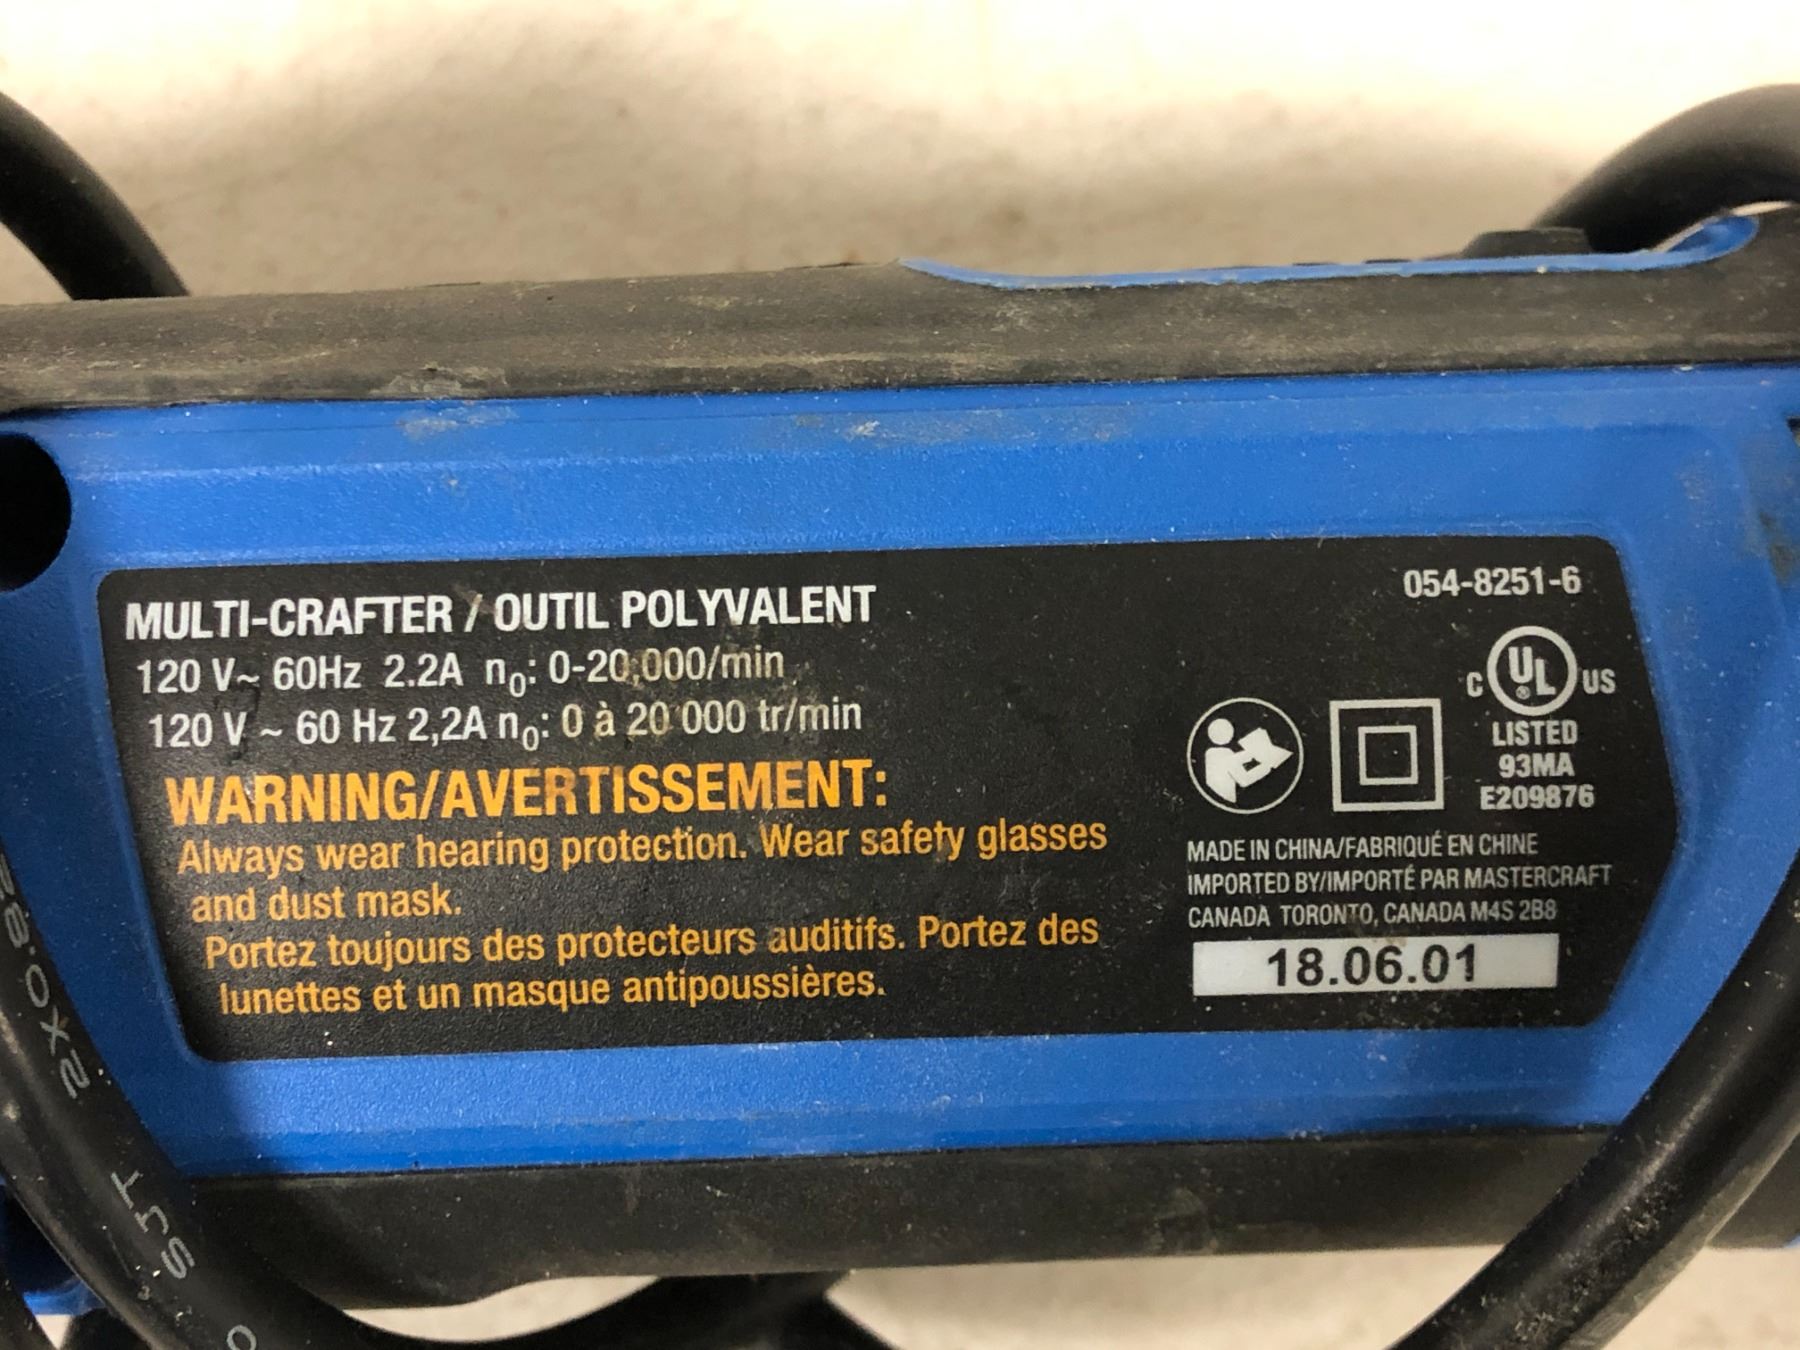 MULTI-CRAFTER / OUTIL POLYVALENT
120 V~ 60Hz 2.2A n₀: 0-20,000/min
120 V ~ 60 Hz 2,2A n₀: 0 à 20 000 tr/min
WARNING/AVERTISSEMENT:
Always wear hearing protection. Wear safety glasses
and dust mask.
Portez toujours des protecteurs auditifs. Portez des
lunettes et un masque antipoussières.
054-8251-6
C UL ® US
LISTED
93MA
E209876
MADE IN CHINA/FABRIQUÉ EN CHINE
IMPORTED BY/IMPORTÉ PAR MASTERCRAFT
CANADA TORONTO, CANADA M4S 2B8
18.06.01
SJT
2X0.82